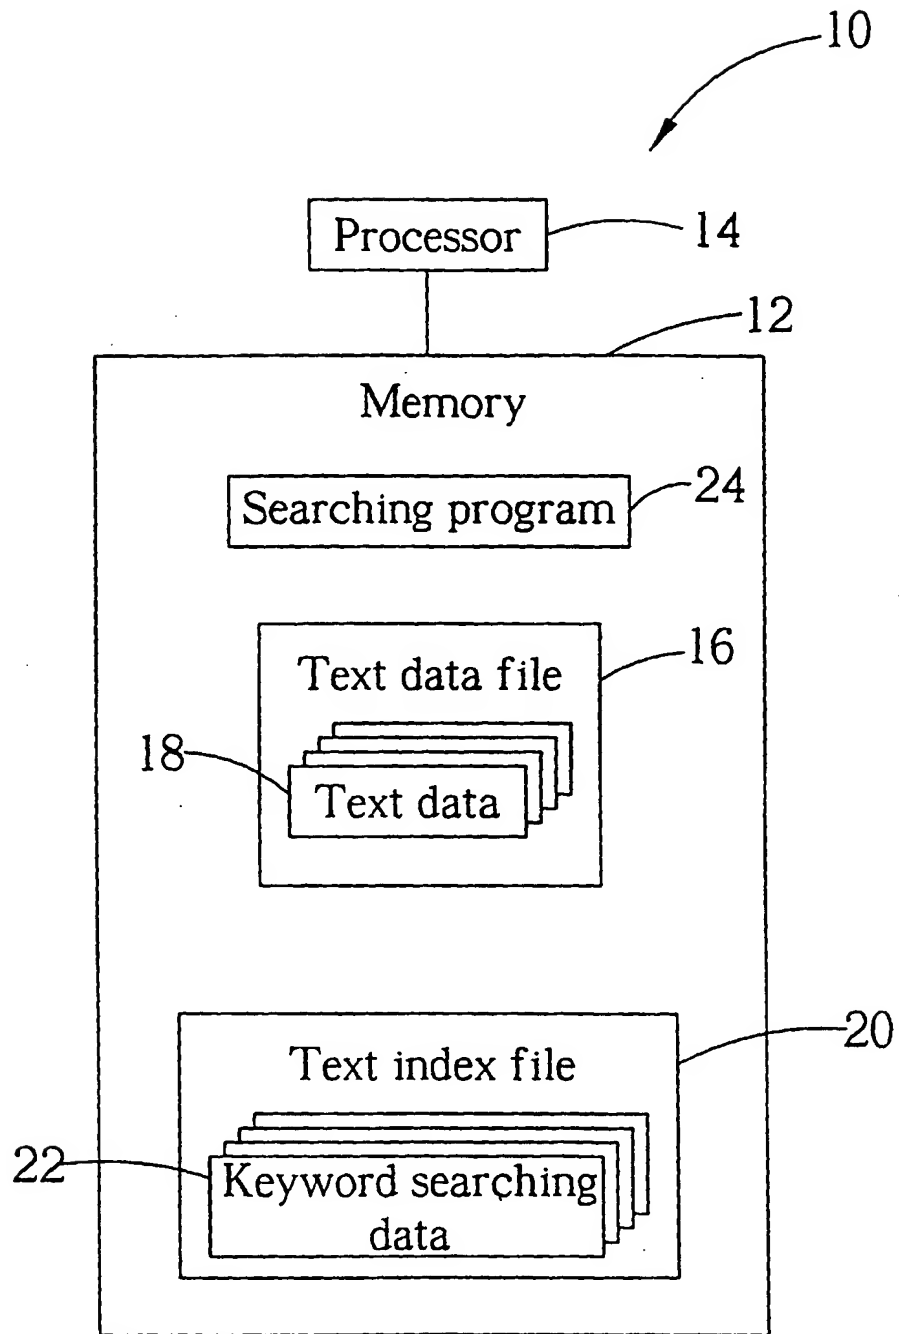 10
Processor
14
12
Memory
Searching program
24
Text data file
16
18
Text data
20
Text index file
22
Keyword searching
data